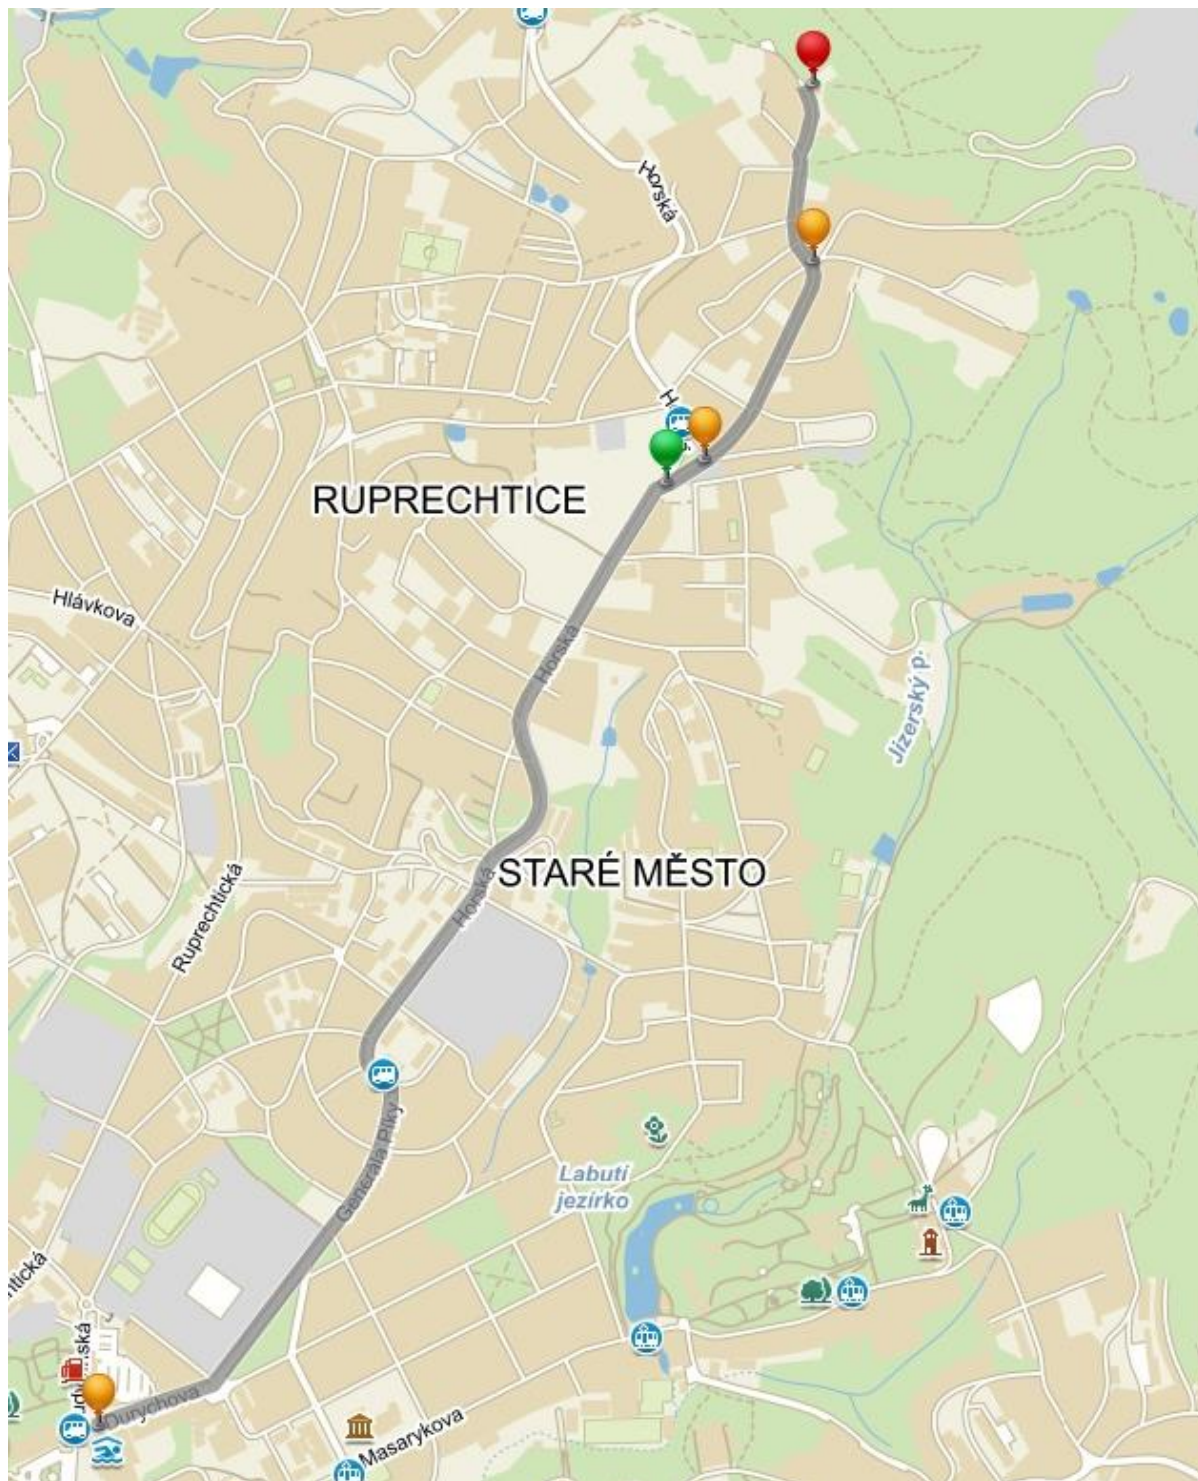 Horská
RUPRECHTICE
Hlávkova
Horská
Jizerský p.
STARÉ MĚSTO
Ruprechtická
Horská
Generála Píky
Labutí
jezírko
Durychova
Masarykova